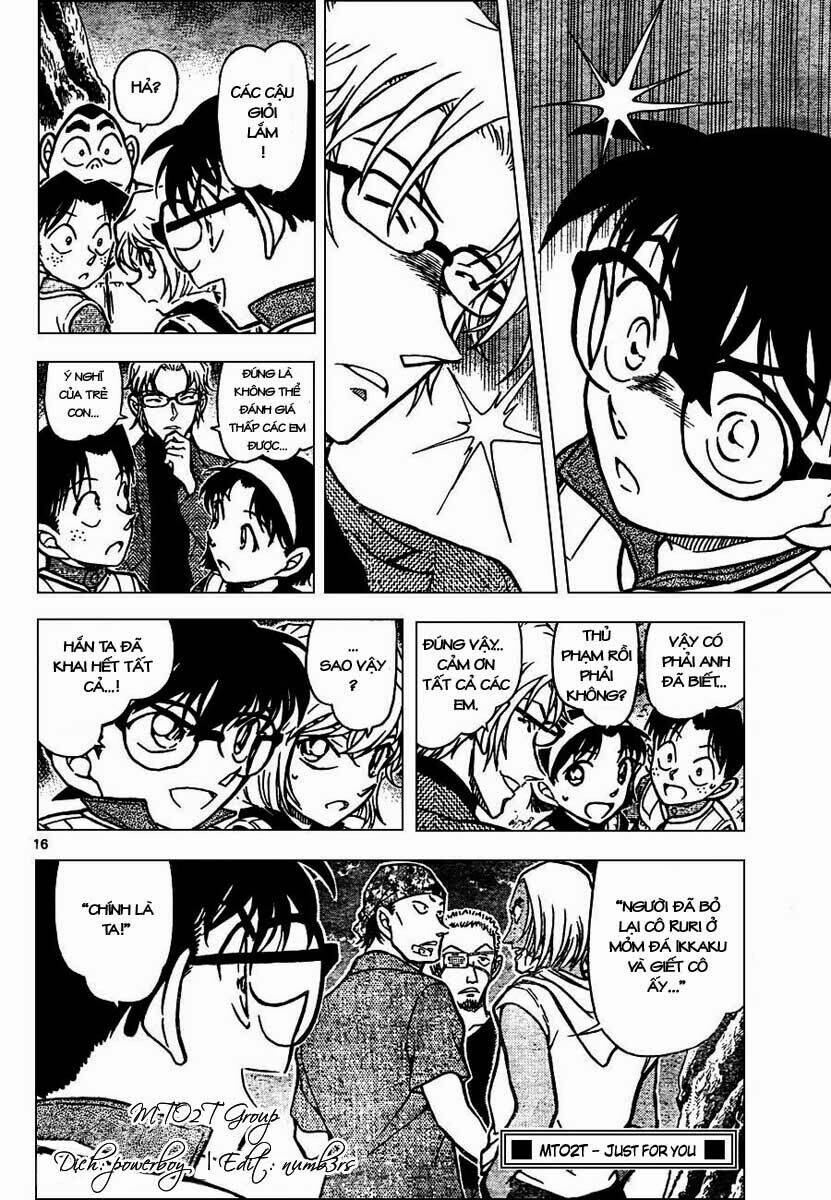 CÁC CẬU
GIỎI
LẮM
!
HẢ?
ĐÚNG LÀ
KHÔNG THỂ
ĐÁNH GIÁ
THẤP CÁC EM
ĐƯỢC...
Ý NGHĨ
CỦA TRẺ
CON...
VẬY CÓ
PHẢI ANH
ĐÃ BIẾT...
THỦ
PHẠM RỒI
PHẢI
KHÔNG?
ĐÚNG VẬY...
CẢM ƠN
TẤT CẢ CÁC
EM.
...
SAO VẬY
?
HẮN TA ĐÃ
KHAI HẾT TẤT
CẢ...!
16
"NGƯỜI ĐÃ BỎ
LẠI CÔ RURI Ở
MỎM ĐÁ IKKAKU
VÀ GIẾT CÔ
ẤY..."
"CHÍNH LÀ
TA!"
MTO2T Group
Dịch: powerboy | Edit : numb3rs
MTO2T - JUST FOR YOU